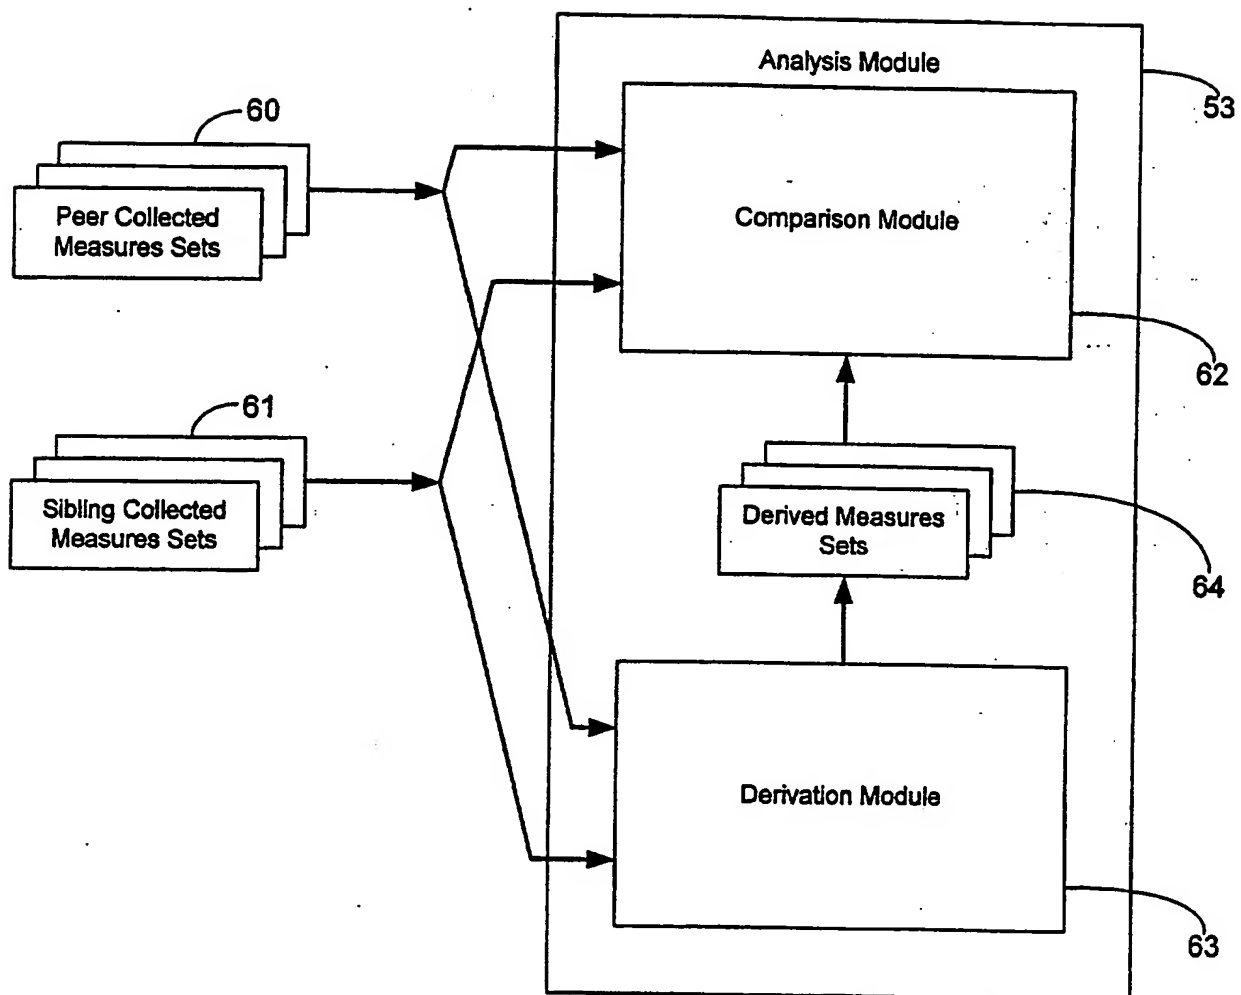 Analysis Module
53
60
Peer Collected
Measures Sets
Comparison Module
62
61
Sibling Collected
Measures Sets
Derived Measures
Sets
64
Derivation Module
63